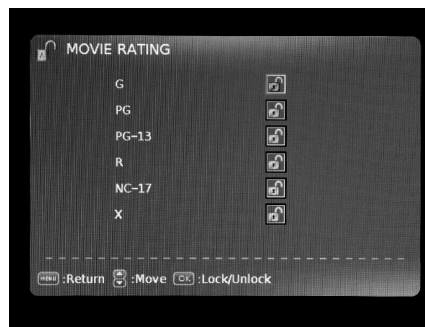 MOVIE RATING
G
PG
PG-13
R
NC-17
X
MENU :Return :Move OK :Lock/Unlock